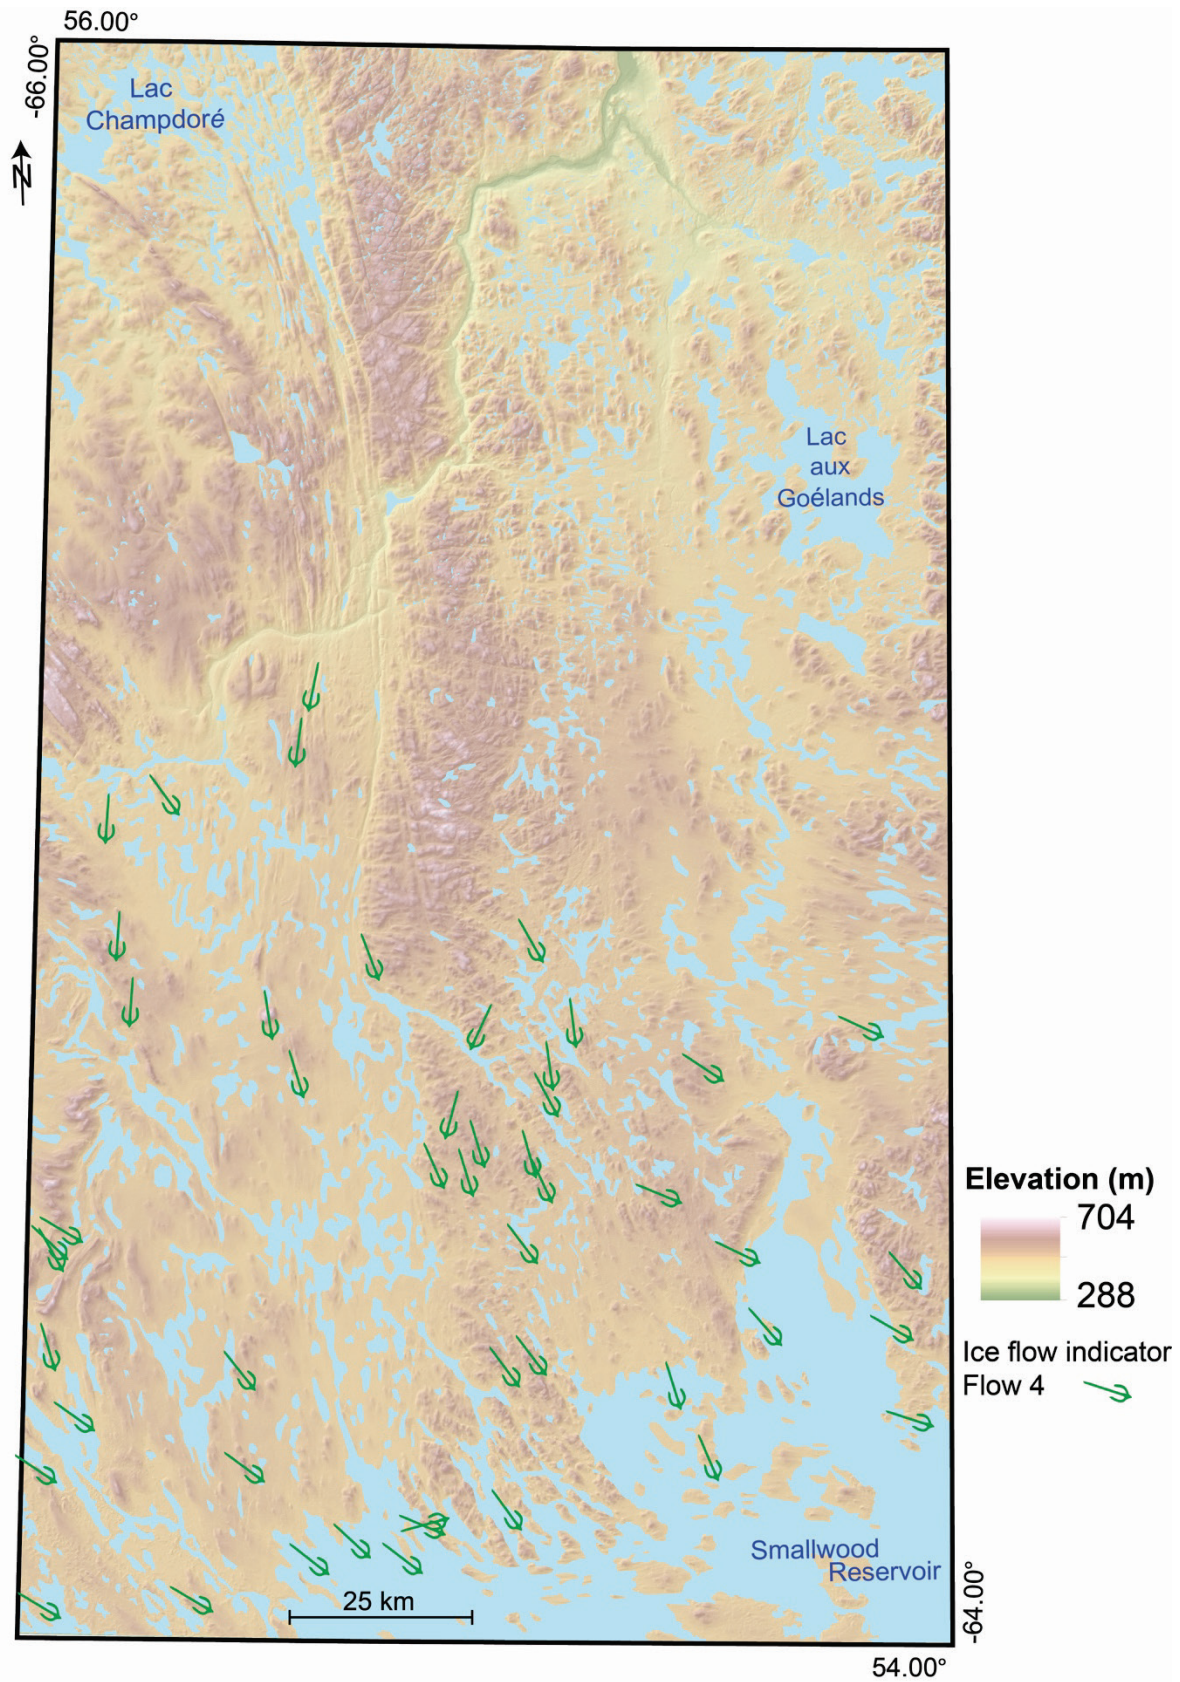 56.00°
-66.00°
Lac
Champdoré
N
Lac
aux
Goélands
Elevation (m)
704
288
Ice flow indicator
Flow 4
Smallwood
Reservoir
25 km
-64.00°
54.00°